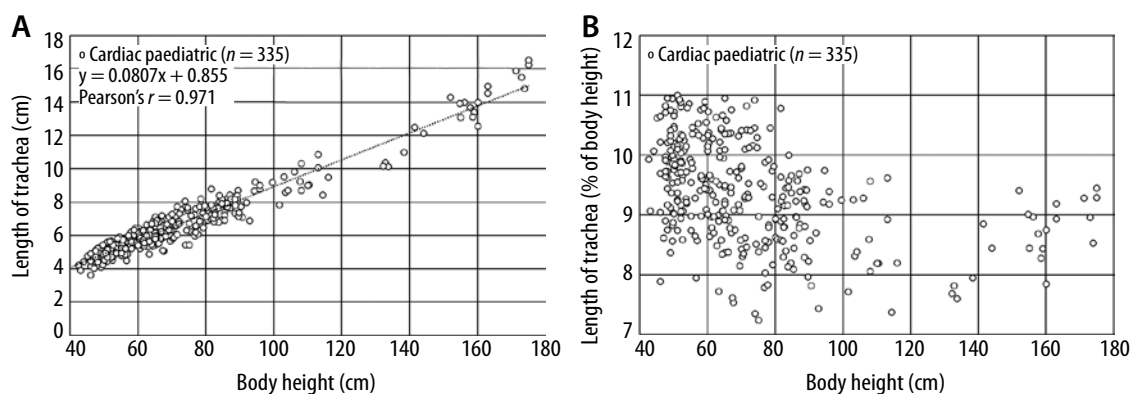 A
Length of trachea (cm)
18
16
14
12
10
8
6
4
2
0
Cardiac paediatric (n = 335)
y = 0.0807x + 0.855
Pearson's r = 0.971
40 60 80 100 120 140 160 180
Body height (cm)
B
Length of trachea (% of body height)
12
11
10
9
8
7
Cardiac paediatric (n = 335)
40 60 80 100 120 140 160 180
Body height (cm)